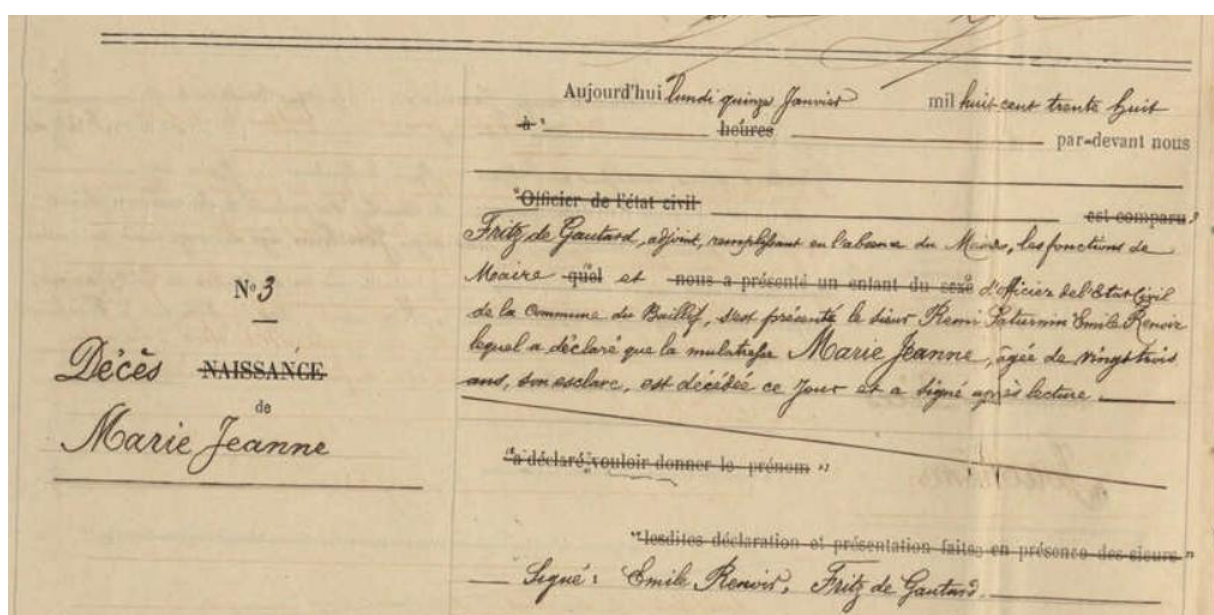 Aujourd'hui lundi quinze Janvier mil huit cent trente huit
à heures par-devant nous
"Officier de l'état civil est comparu"
Fritz de Gautard, adjoint, remplissant en l'absence du Maire, les fonctions de
Maire quel et nous a présenté un enfant du sexe d'officier de l'Etat Civil
de la Commune du Baillif, s'est présenté le sieur Remi Saturnin Emile Renoir
lequel a déclaré que la mulatresse Marie Jeanne, âgée de vingt trois
ans, son esclave, est décédée ce jour et a signé après lecture.
N° 3
Décès NAISSANCE
de
Marie Jeanne
"a déclaré vouloir donner le prénom"
"lesdites déclaration et présentation faites en présence des sieurs"
Signé : Emile Renoir, Fritz de Gautard.